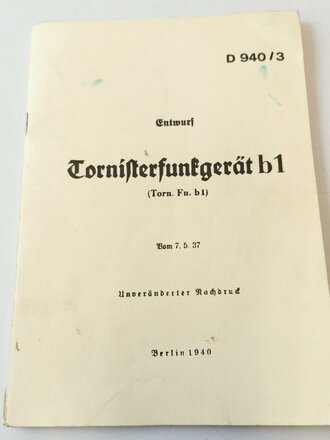 D 940/3
Entwurf
Tornisterfunkgerät b1
(Torn. Fu. b1)
Vom 7. 5. 37
Unveränderter Nachdruck
Berlin 1940